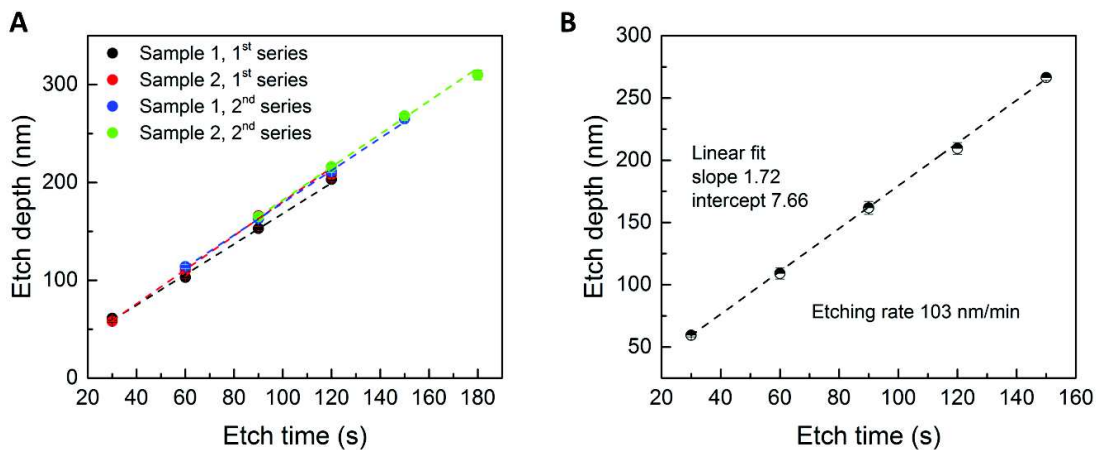 A
Sample 1, 1st series
Sample 2, 1st series
Sample 1, 2nd series
Sample 2, 2nd series
Etch depth (nm)
300
200
100
0
20 40 60 80 100 120 140 160 180
Etch time (s)
B
Etch depth (nm)
300
250
200
150
100
50
Linear fit
slope 1.72
intercept 7.66
Etching rate 103 nm/min
20 40 60 80 100 120 140 160
Etch time (s)